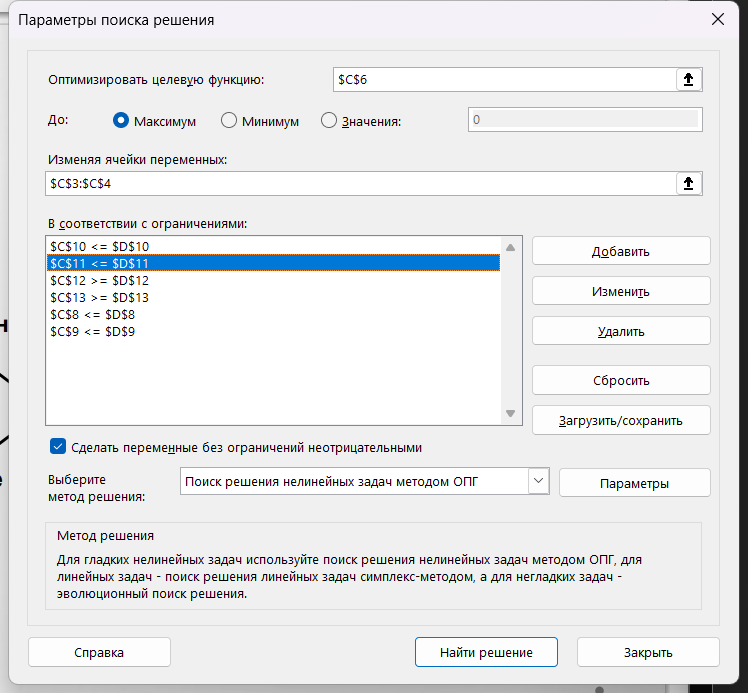 Параметры поиска решения
Оптимизировать целевую функцию: $C$6
До: Максимум Минимум Значения: 0
Изменяя ячейки переменных:
$C$3:$C$4
В соответствии с ограничениями:
$C$10 <= $D$10
$C$11 <= $D$11
$C$12 >= $D$12
$C$13 >= $D$13
$C$8 <= $D$8
$C$9 <= $D$9
Добавить
Изменить
Удалить
Сбросить
Загрузить/сохранить
Сделать переменные без ограничений неотрицательными
Выберите
метод решения:
Поиск решения нелинейных задач методом ОПГ
Параметры
Метод решения
Для гладких нелинейных задач используйте поиск решения нелинейных задач методом ОПГ, для
линейных задач - поиск решения линейных задач симплекс-методом, а для негладких задач -
эволюционный поиск решения.
Справка Найти решение Закрыть